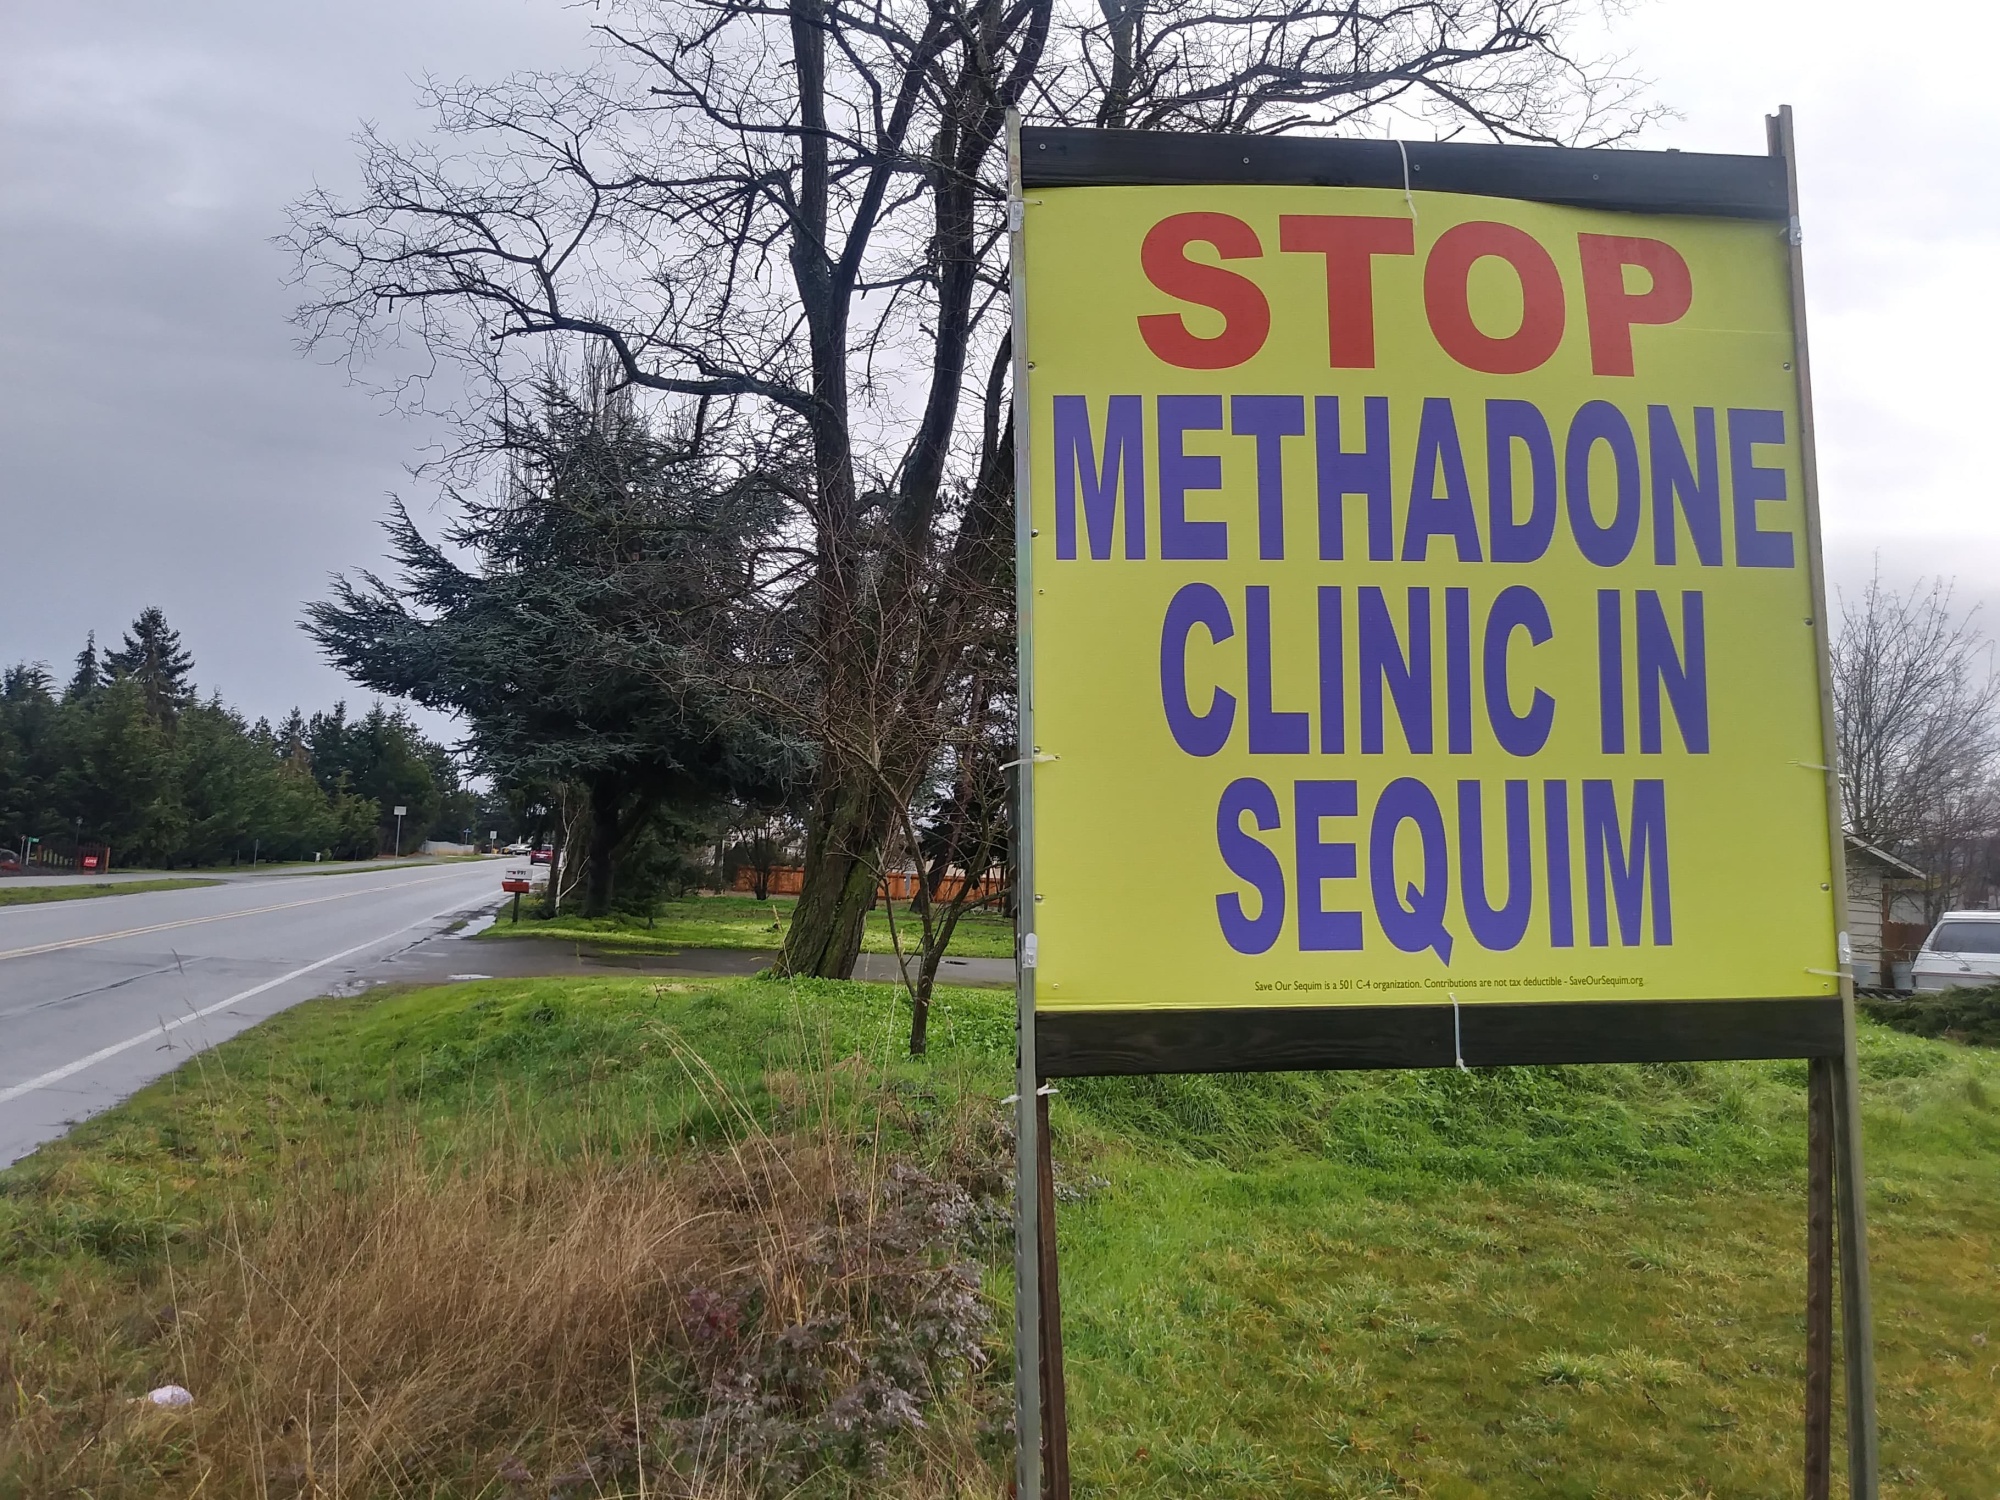 STOP
METHADONE
CLINIC IN
SEQUIM
Save Our Sequim is a 501 C-4 organization. Contributions are not tax deductible - SaveOurSequim.org